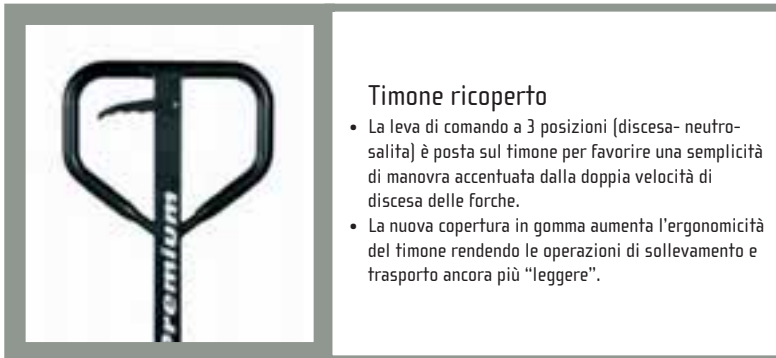 premium
Timone ricoperto
• La leva di comando a 3 posizioni (discesa- neutro-
salita) è posta sul timone per favorire una semplicità
di manovra accentuata dalla doppia velocità di
discesa delle forche.
• La nuova copertura in gomma aumenta l'ergonomicità
del timone rendendo le operazioni di sollevamento e
trasporto ancora più “leggere”.